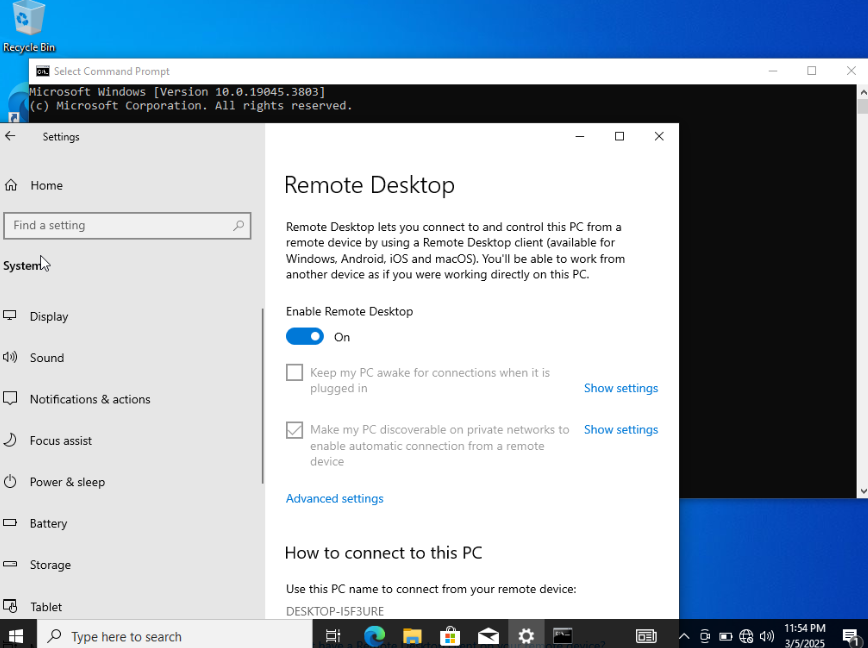 Recycle Bin
Select Command Prompt
Microsoft Windows [Version 10.0.19045.3803]
(c) Microsoft Corporation. All rights reserved.
Settings
Home
Find a setting
System
Display
Sound
Notifications & actions
Focus assist
Power & sleep
Battery
Storage
Tablet
Remote Desktop
Remote Desktop lets you connect to and control this PC from a
remote device by using a Remote Desktop client (available for
Windows, Android, iOS and macOS). You'll be able to work from
another device as if you were working directly on this PC.
Enable Remote Desktop
On
Keep my PC awake for connections when it is
plugged in
Show settings
Make my PC discoverable on private networks to
enable automatic connection from a remote
device
Show settings
Advanced settings
How to connect to this PC
Use this PC name to connect from your remote device:
DESKTOP-I5F3URE
Type here to search
11:54 PM
3/5/2025
1